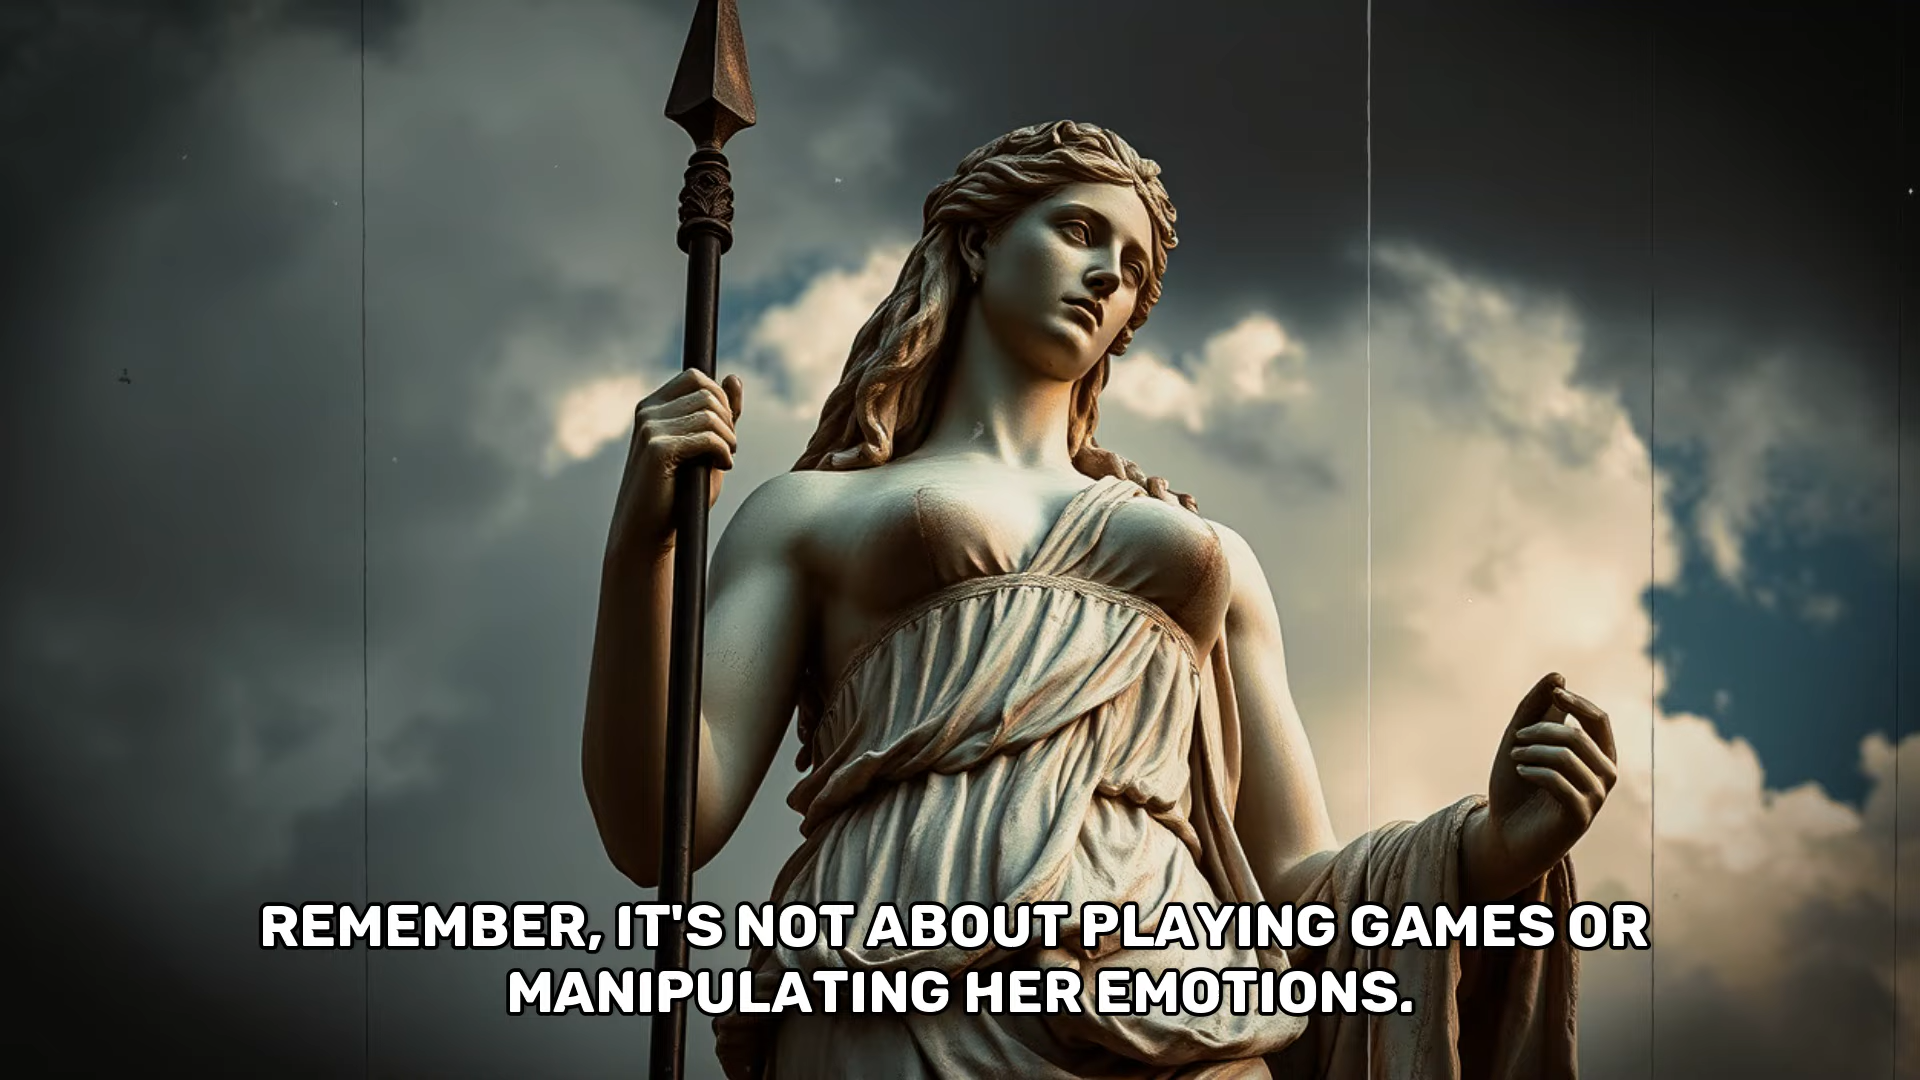 REMEMBER, IT'S NOT ABOUT PLAYING GAMES OR
MANIPULATING HER EMOTIONS.